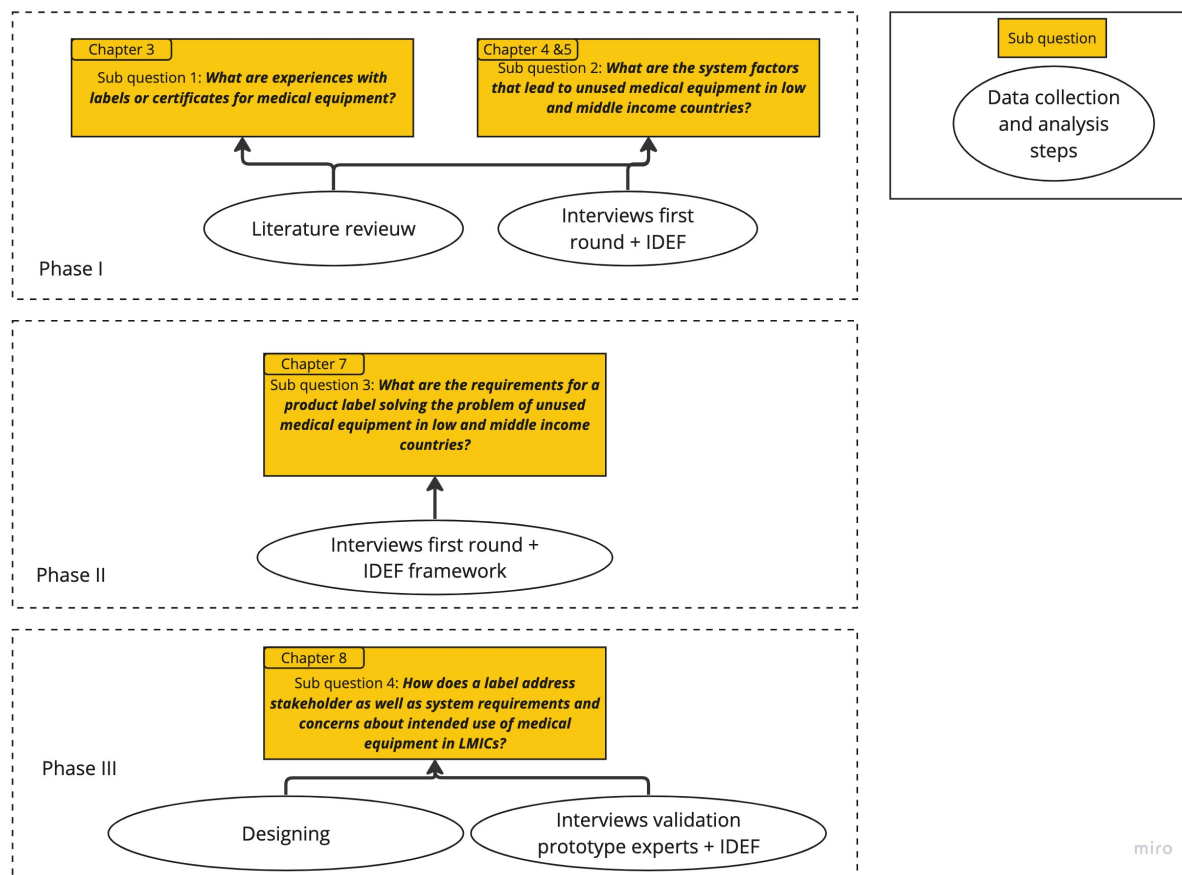 Chapter 3
Sub question 1: What are experiences with
labels or certificates for medical equipment?
Chapter 4 &5
Sub question 2: What are the system factors
that lead to unused medical equipment in low
and middle income countries?
Literature revieuw
Interviews first
round + IDEF
Phase I
Sub question
Data collection
and analysis
steps
Chapter 7
Sub question 3: What are the requirements for a
product label solving the problem of unused
medical equipment in low and middle income
countries?
Interviews first round +
IDEF framework
Phase II
Chapter 8
Sub question 4: How does a label address
stakeholder as well as system requirements and
concerns about intended use of medical
equipment in LMICs?
Phase III
Designing
Interviews validation
prototype experts + IDEF
miro